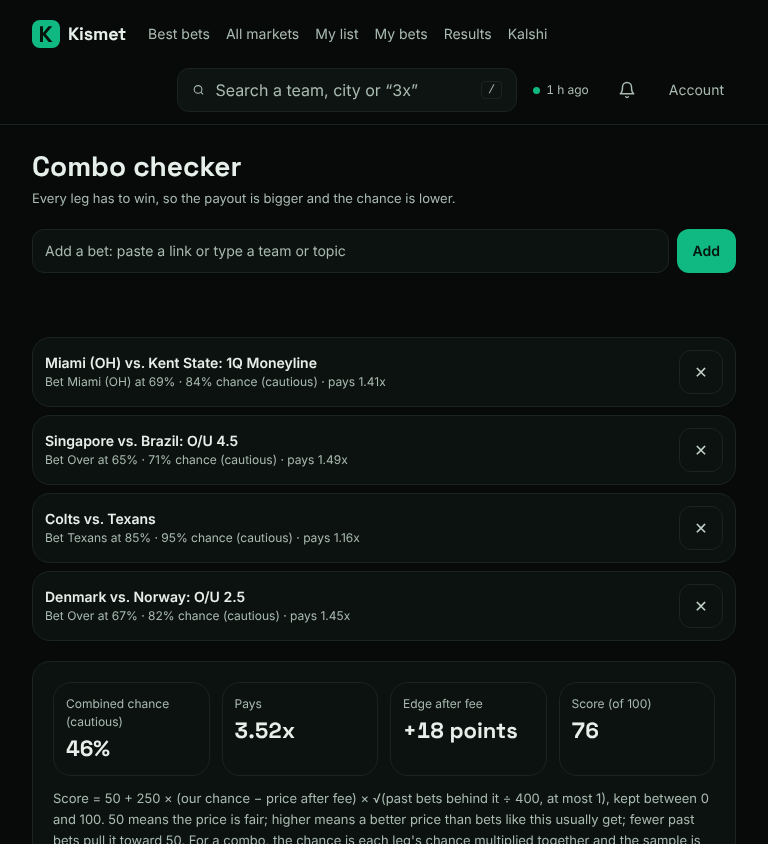 K Kismet Best bets All markets My list My bets Results Kalshi
Search a team, city or “3x” / 1 h ago Account
Combo checker
Every leg has to win, so the payout is bigger and the chance is lower.
Add a bet: paste a link or type a team or topic Add
Miami (OH) vs. Kent State: 1Q Moneyline
Bet Miami (OH) at 69% · 84% chance (cautious) · pays 1.41x
Singapore vs. Brazil: O/U 4.5
Bet Over at 65% · 71% chance (cautious) · pays 1.49x
Colts vs. Texans
Bet Texans at 85% · 95% chance (cautious) · pays 1.16x
Denmark vs. Norway: O/U 2.5
Bet Over at 67% · 82% chance (cautious) · pays 1.45x
Combined chance
(cautious)
46%
Pays
3.52x
Edge after fee
+18 points
Score (of 100)
76
Score = 50 + 250 × (our chance − price after fee) × √(past bets behind it ÷ 400, at most 1), kept between 0
and 100. 50 means the price is fair; higher means a better price than bets like this usually get; fewer past
bets pull it toward 50. For a combo, the chance is each leg's chance multiplied together and the sample is